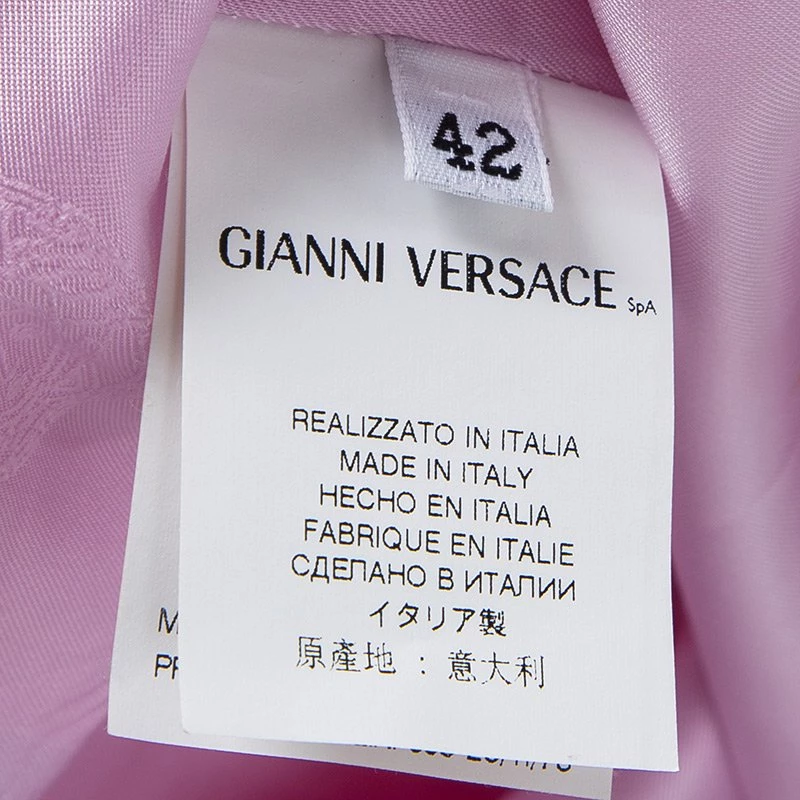 42
GIANNI VERSACE SpA
REALIZZATO IN ITALIA
MADE IN ITALY
HECHO EN ITALIA
FABRIQUE EN ITALIE
СДЕЛАНО В ИТАЛИИ
イタリア製
原產地 : 意大利